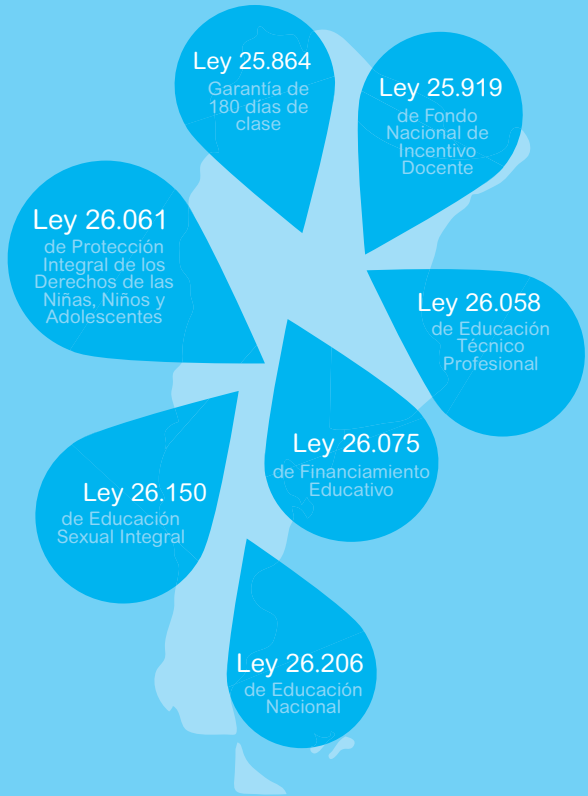 Ley 25.864
Garantía de
180 días de
clase
Ley 25.919
de Fondo
Nacional de
Incentivo
Docente
Ley 26.061
de Protección
Integral de los
Derechos de las
Niñas, Niños y
Adolescentes
Ley 26.058
de Educación
Técnico
Profesional
Ley 26.075
de Financiamiento
Educativo
Ley 26.150
de Educación
Sexual Integral
Ley 26.206
de Educación
Nacional